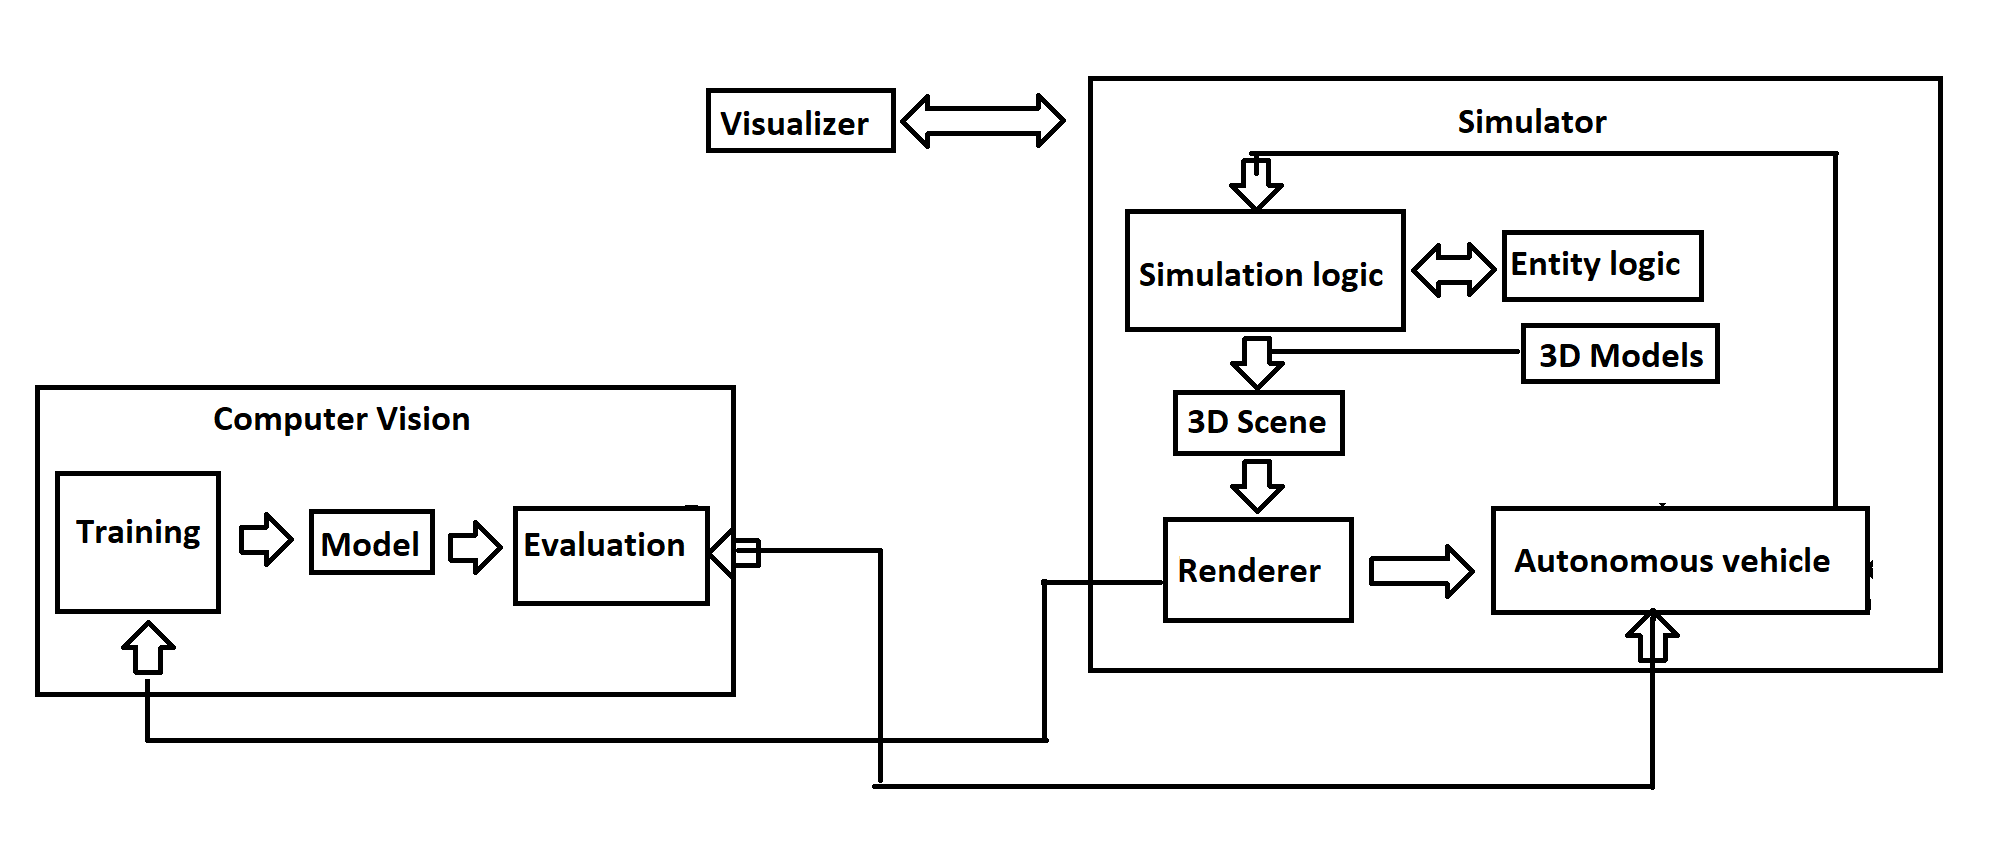 Visualizer
Simulator
Simulation logic
Entity logic
3D Models
3D Scene
Renderer
Autonomous vehicle
Computer Vision
Training
Model
Evaluation